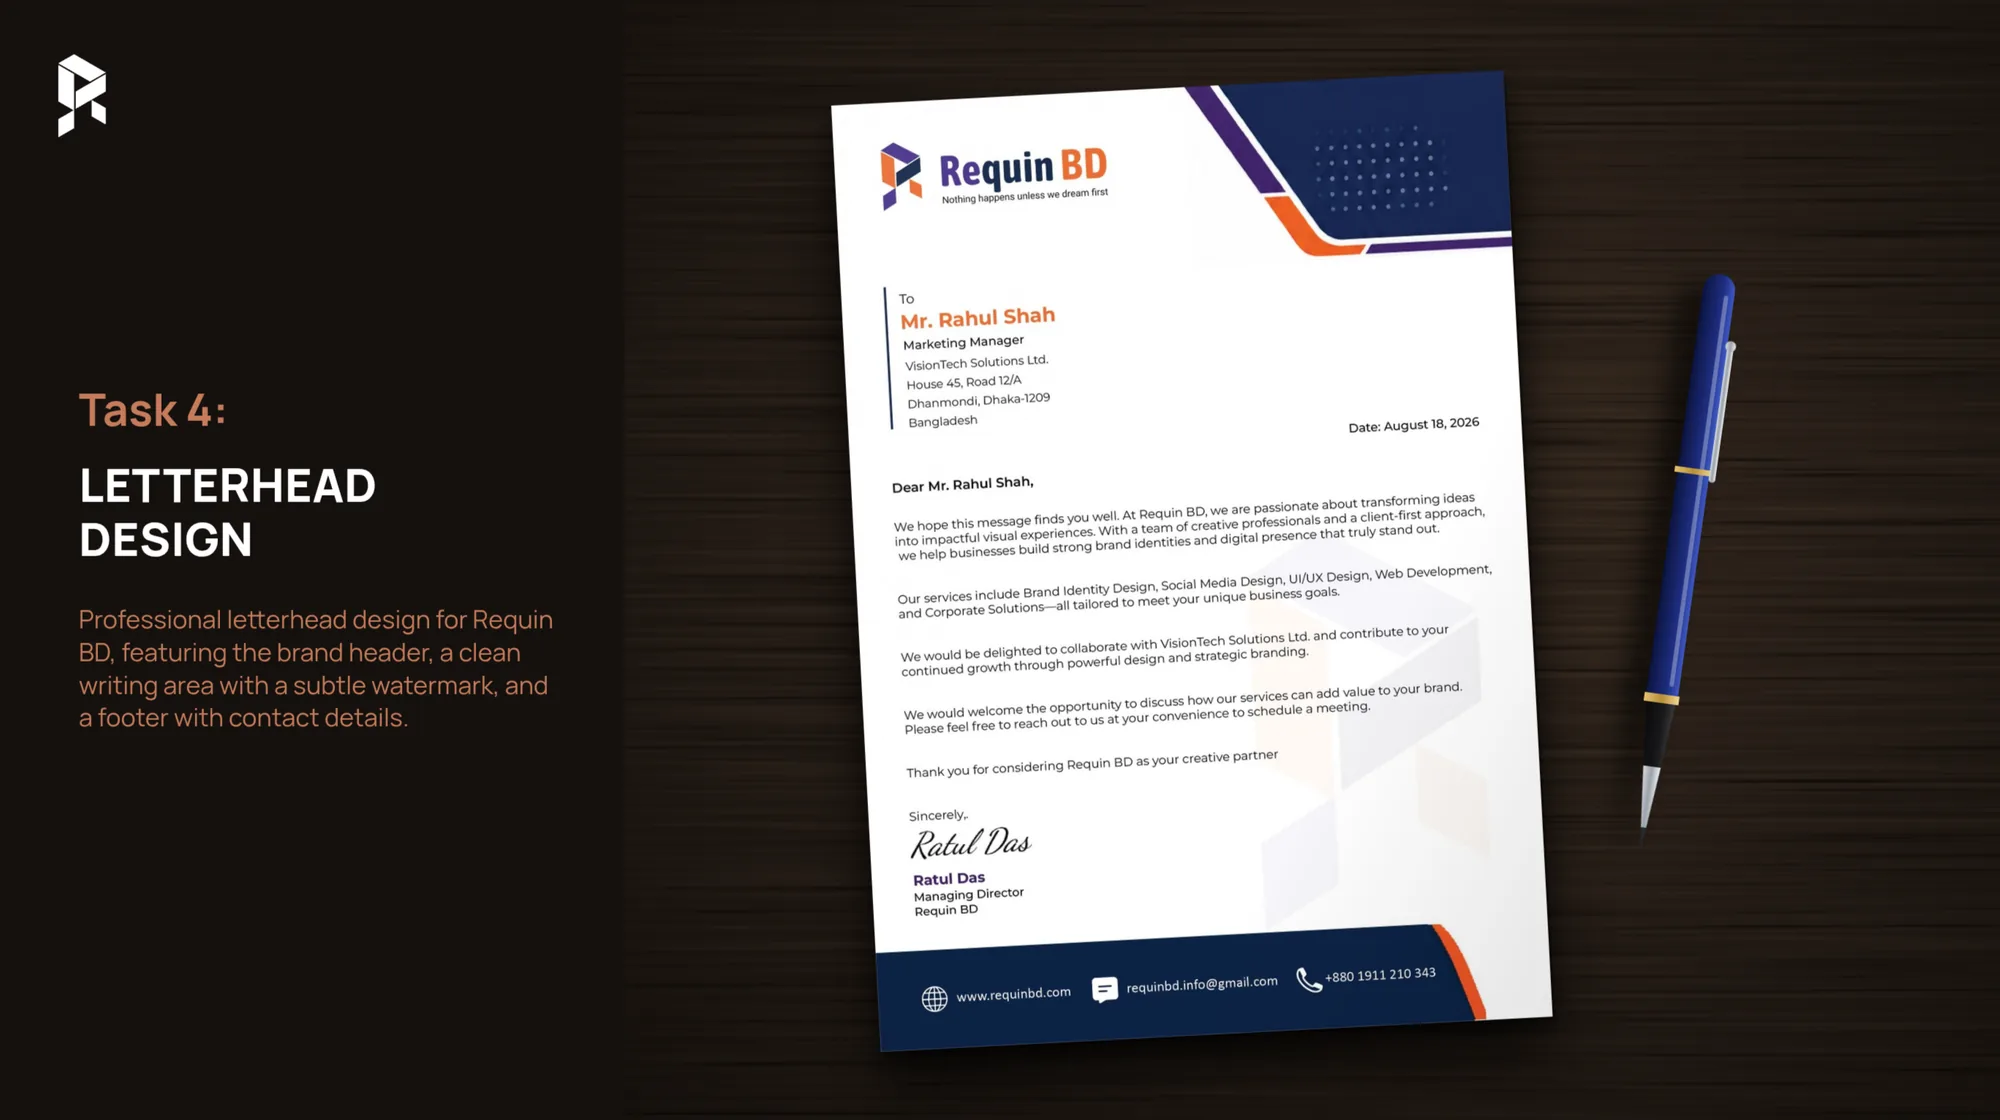 Task 4:
LETTERHEAD
DESIGN
Professional letterhead design for Requin
BD, featuring the brand header, a clean
writing area with a subtle watermark, and
a footer with contact details.
Requin BD
Nothing happens unless we dream first
To
Mr. Rahul Shah
Marketing Manager
VisionTech Solutions Ltd.
House 45, Road 12/A
Dhanmondi, Dhaka-1209
Bangladesh
Date: August 18, 2026
Dear Mr. Rahul Shah,
We hope this message finds you well. At Requin BD, we are passionate about transforming ideas
into impactful visual experiences. With a team of creative professionals and a client-first approach,
we help businesses build strong brand identities and digital presence that truly stand out.
Our services include Brand Identity Design, Social Media Design, UI/UX Design, Web Development,
and Corporate Solutions—all tailored to meet your unique business goals.
We would be delighted to collaborate with VisionTech Solutions Ltd. and contribute to your
continued growth through powerful design and strategic branding.
We would welcome the opportunity to discuss how our services can add value to your brand.
Please feel free to reach out to us at your convenience to schedule a meeting.
Thank you for considering Requin BD as your creative partner
Sincerely,.
Ratul Das
Ratul Das
Managing Director
Requin BD
www.requinbd.com
requinbd.info@gmail.com
+880 1911 210 343